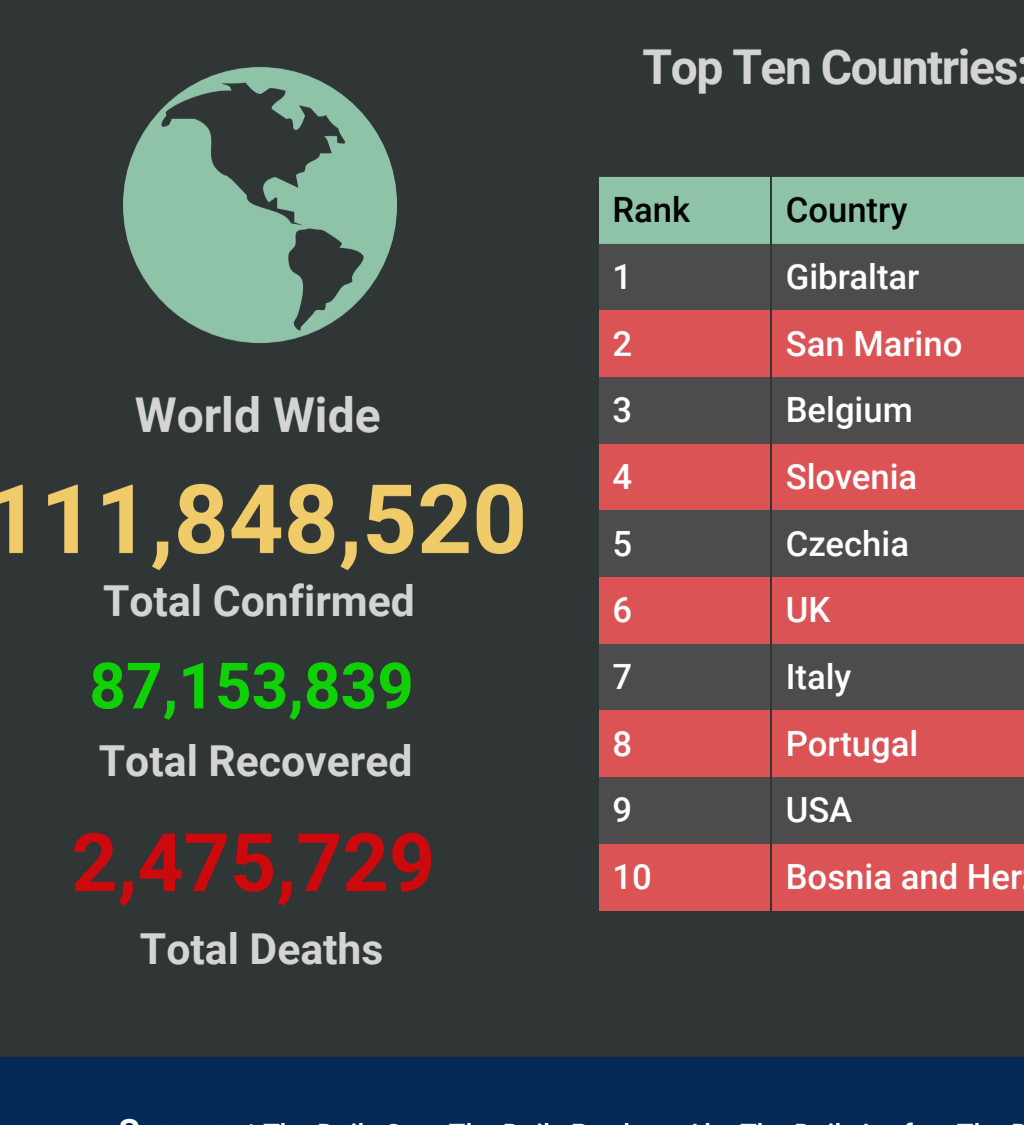 World Wide
111,848,520
Total Confirmed
87,153,839
Total Recovered
2,475,729
Total Deaths
Top Ten Countries:
Rank Country
1 Gibraltar
2 San Marino
3 Belgium
4 Slovenia
5 Czechia
6 UK
7 Italy
8 Portugal
9 USA
10 Bosnia and Her